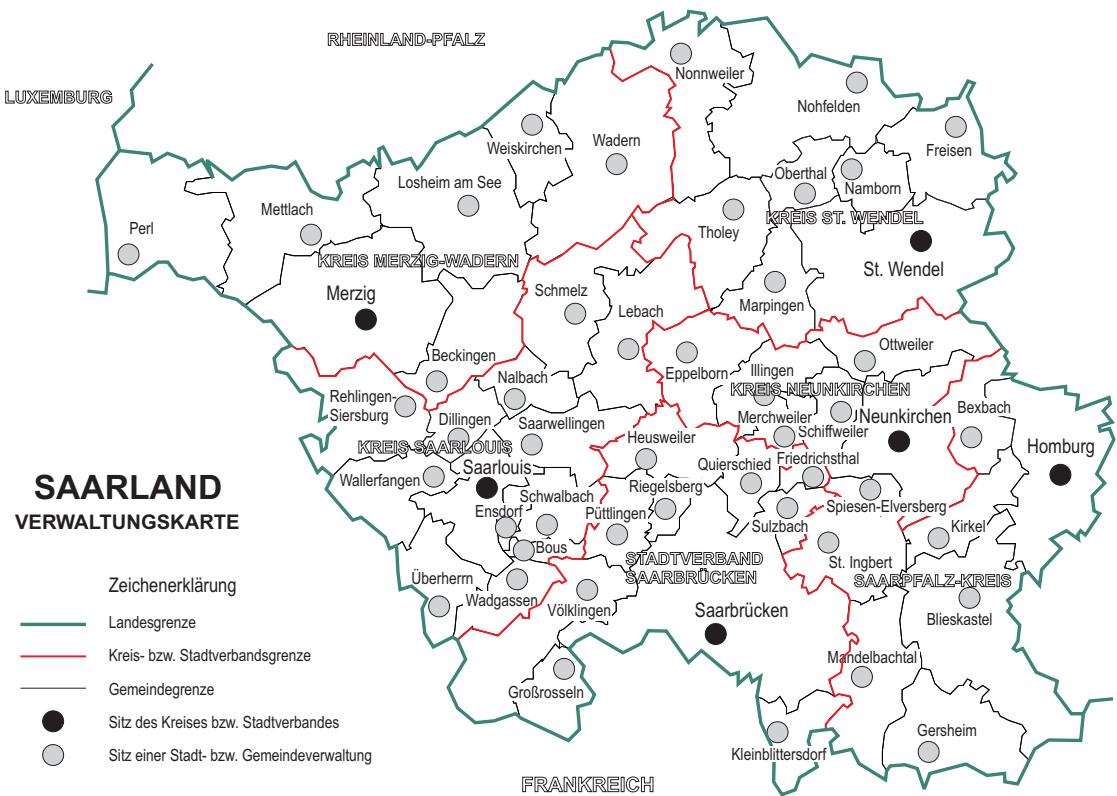 RHEINLAND-PFALZ
LUXEMBURG
Nonnweiler
Nohfelden
Weiskirchen
Wadern
Freisen
Losheim am See
Oberthal
Namborn
Mettlach
Perl
Tholey
KREIS ST. WENDEL
KREIS MERZIG-WADERN
St. Wendel
Merzig
Schmelz
Marpingen
Lebach
Ottweiler
Beckingen
Eppelborn
Illingen
Nalbach
KREIS NEUNKIRCHEN
Rehlingen-
Siersburg
Dillingen
Saarwellingen
Merchweiler
Schiffweiler
Neunkirchen
Bexbach
KREIS SAARLOUIS
Heusweiler
Homburg
Wallerfangen
Saarlouis
Quierschied
Friedrichsthal
SAARLAND
VERWALTUNGSKARTE
Ensdorf
Schwalbach
Püttlingen
Riegelsberg
Sulzbach
Spiesen-Elversberg
Kirkel
Bous
STADTVERBAND
SAARBRÜCKEN
St. Ingbert
SAARPFALZ-KREIS
Überherrn
Wadgassen
Völklingen
Saarbrücken
Blieskastel
Mandelbachtal
Großrosseln
Gersheim
Kleinblittersdorf
FRANKREICH
Zeichenerklärung
Landesgrenze
Kreis- bzw. Stadtverbandsgrenze
Gemeindegrenze
Sitz des Kreises bzw. Stadtverbandes
Sitz einer Stadt- bzw. Gemeindeverwaltung